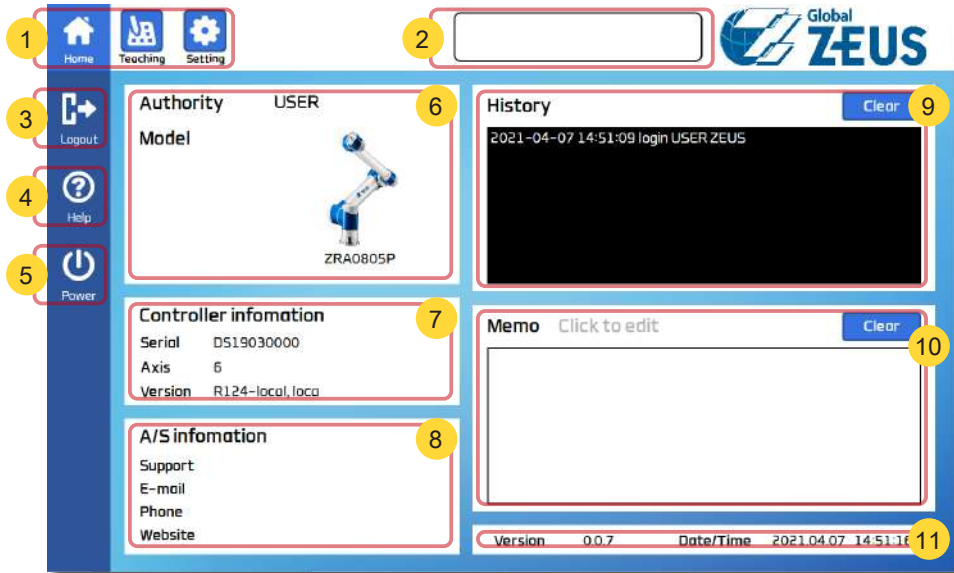 1 Home Teaching Setting 2 Global
ZEUS
3 Logout
4 Help
5 Power
Authority USER 6
Model
ZRA0805P
Controller infomation 7
Serial DS19030000
Axis 6
Version R124-local, loca
A/S infomation 8
Support
E-mail
Phone
Website
History Clear 9
2021-04-07 14:51:09 login USER ZEUS
Memo Click to edit Clear 10
Version 0.0.7 Date/Time 2021.04.07 14:51:16 11